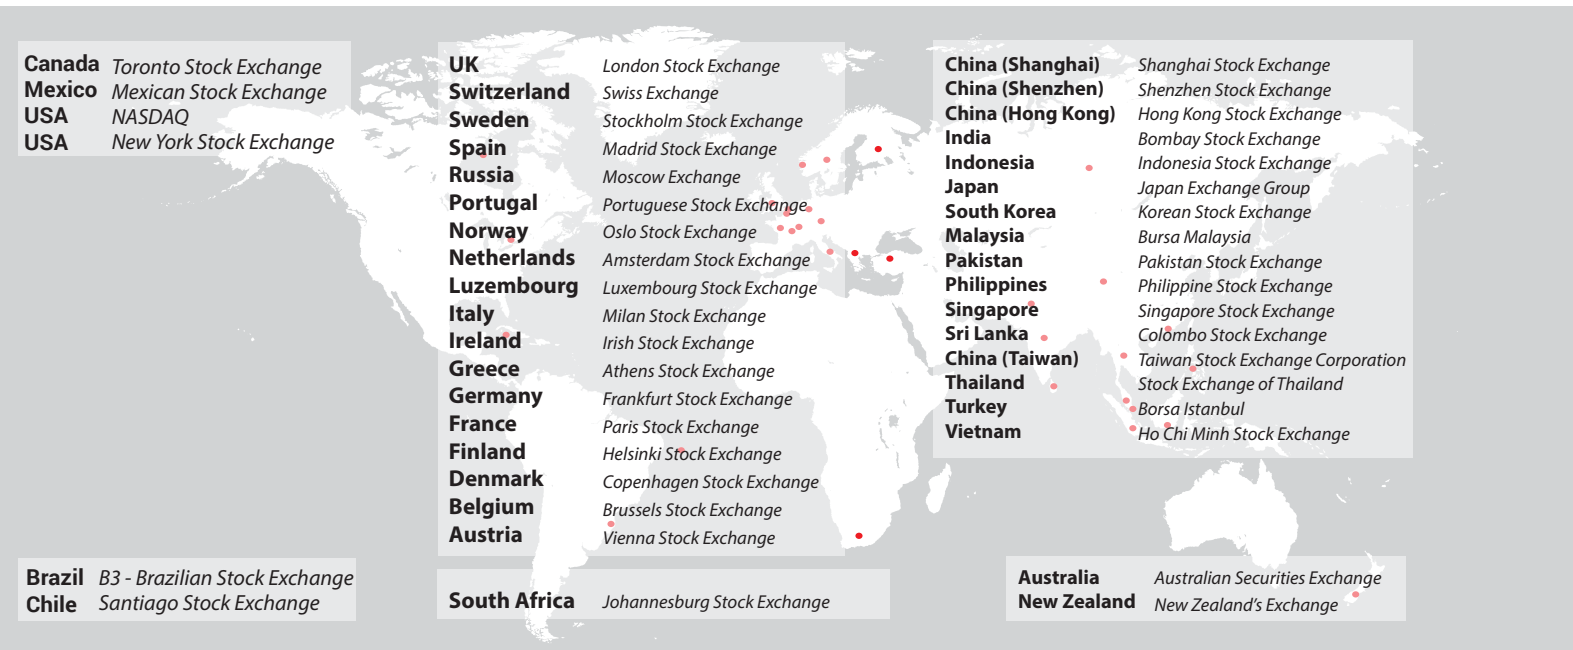 Canada Toronto Stock Exchange
Mexico Mexican Stock Exchange
USA NASDAQ
USA New York Stock Exchange
UK London Stock Exchange
Switzerland Swiss Exchange
Sweden Stockholm Stock Exchange
Spain Madrid Stock Exchange
Russia Moscow Exchange
Portugal Portuguese Stock Exchange
Norway Oslo Stock Exchange
Netherlands Amsterdam Stock Exchange
Luzembourg Luxembourg Stock Exchange
Italy Milan Stock Exchange
Ireland Irish Stock Exchange
Greece Athens Stock Exchange
Germany Frankfurt Stock Exchange
France Paris Stock Exchange
Finland Helsinki Stock Exchange
Denmark Copenhagen Stock Exchange
Belgium Brussels Stock Exchange
Austria Vienna Stock Exchange
China (Shanghai) Shanghai Stock Exchange
China (Shenzhen) Shenzhen Stock Exchange
China (Hong Kong) Hong Kong Stock Exchange
India Bombay Stock Exchange
Indonesia Indonesia Stock Exchange
Japan Japan Exchange Group
South Korea Korean Stock Exchange
Malaysia Bursa Malaysia
Pakistan Pakistan Stock Exchange
Philippines Philippine Stock Exchange
Singapore Singapore Stock Exchange
Sri Lanka Colombo Stock Exchange
China (Taiwan) Taiwan Stock Exchange Corporation
Thailand Stock Exchange of Thailand
Turkey Borsa Istanbul
Vietnam Ho Chi Minh Stock Exchange
Brazil B3 - Brazilian Stock Exchange
Chile Santiago Stock Exchange
South Africa Johannesburg Stock Exchange
Australia Australian Securities Exchange
New Zealand New Zealand's Exchange